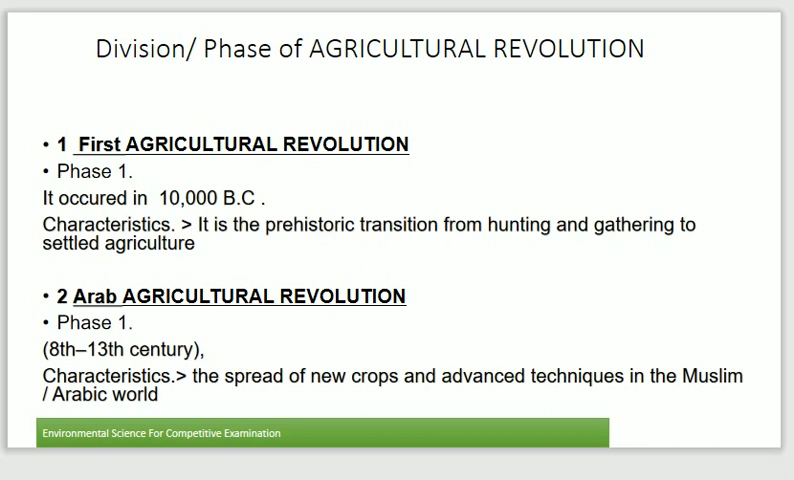 Division/ Phase of AGRICULTURAL REVOLUTION
• 1 First AGRICULTURAL REVOLUTION
• Phase 1.
It occured in 10,000 B.C .
Characteristics. > It is the prehistoric transition from hunting and gathering to
settled agriculture
• 2 Arab AGRICULTURAL REVOLUTION
• Phase 1.
(8th–13th century),
Characteristics.> the spread of new crops and advanced techniques in the Muslim
/ Arabic world
Environmental Science For Competitive Examination